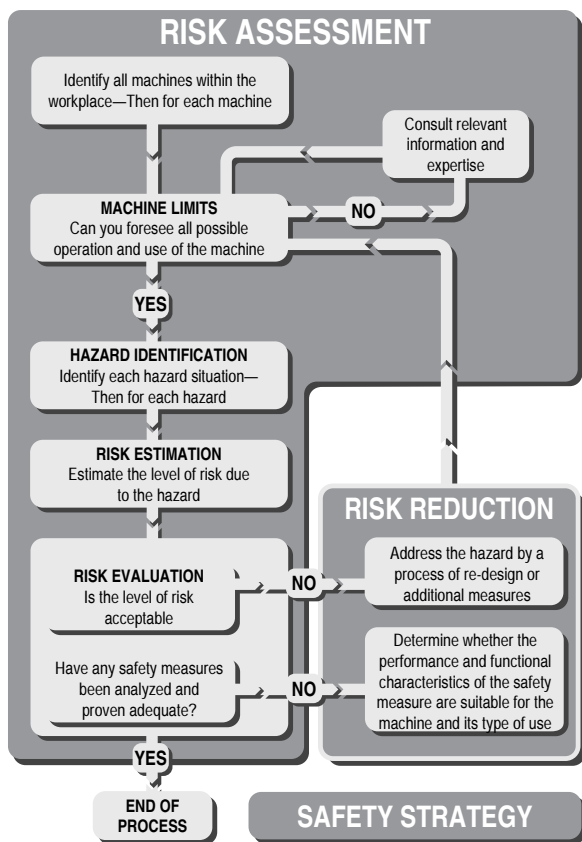 RISK ASSESSMENT
Identify all machines within the
workplace—Then for each machine
Consult relevant
information and
expertise
MACHINE LIMITS
Can you foresee all possible
operation and use of the machine
NO
YES
HAZARD IDENTIFICATION
Identify each hazard situation—
Then for each hazard
RISK ESTIMATION
Estimate the level of risk due
to the hazard
RISK REDUCTION
RISK EVALUATION
Is the level of risk
acceptable
NO
Address the hazard by a
process of re-design or
additional measures
Have any safety measures
been analyzed and
proven adequate?
NO
Determine whether the
performance and functional
characteristics of the safety
measure are suitable for the
machine and its type of use
YES
END OF
PROCESS
SAFETY STRATEGY